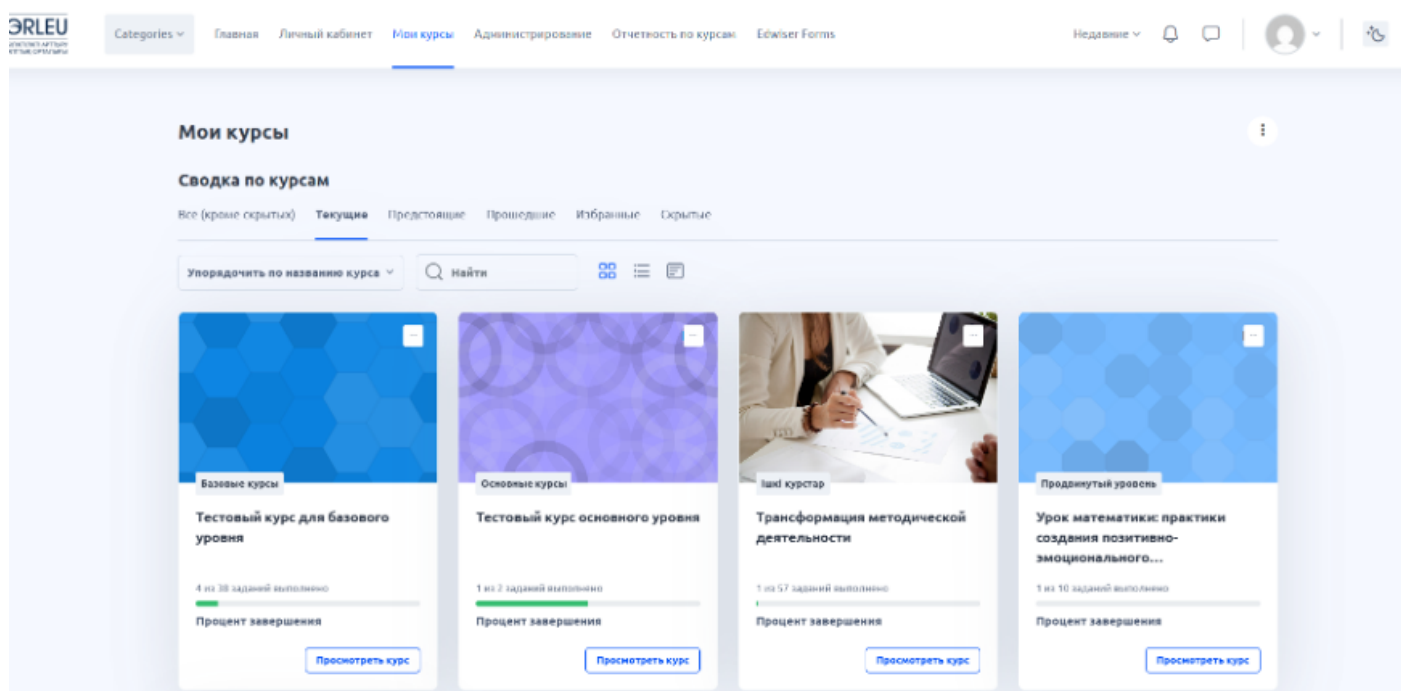 ӘRLEU
Categories Главная Личный кабинет Мои курсы Администрирование Отчетность по курсам Edwiser Forms Недавние
Мои курсы
Сводка по курсам
Все (кроме скрытых) Текущие Предстоящие Прошедшие Избранные Скрытые
Упорядочить по названию курса Найти
Базовые курсы
Тестовый курс для базового
уровня
4 из 38 заданий выполнено
Процент завершения
Просмотреть курс
Основные курсы
Тестовый курс основного уровня
1 из 2 заданий выполнено
Процент завершения
Просмотреть курс
Ішкі курстар
Трансформация методической
деятельности
1 из 57 заданий выполнено
Процент завершения
Просмотреть курс
Продвинутый уровень
Урок математики: практики
создания позитивно-
эмоционального...
1 из 10 заданий выполнено
Процент завершения
Просмотреть курс